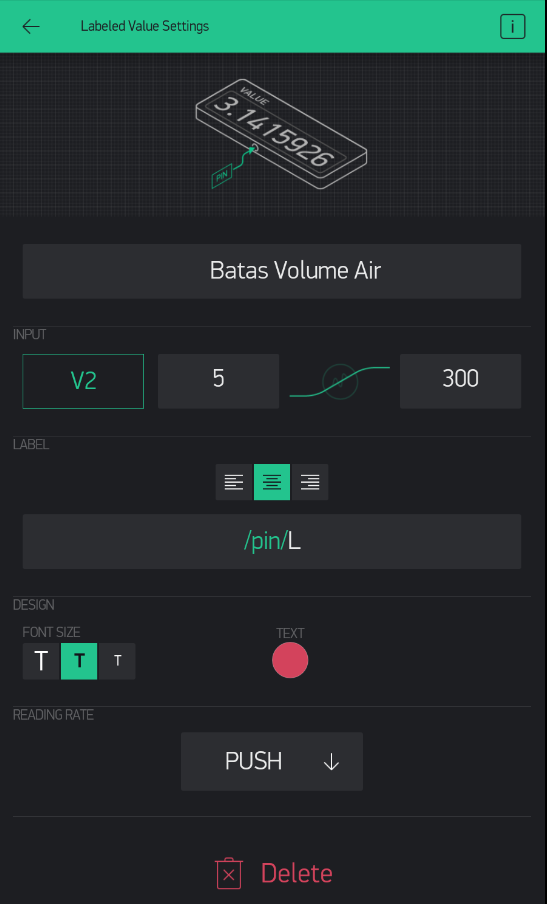 Labeled Value Settings
i
VALUE
3.1415926
PIN
Batas Volume Air
INPUT
V2
5
300
LABEL
/pin/L
DESIGN
FONT SIZE
TEXT
T T T
READING RATE
PUSH
Delete